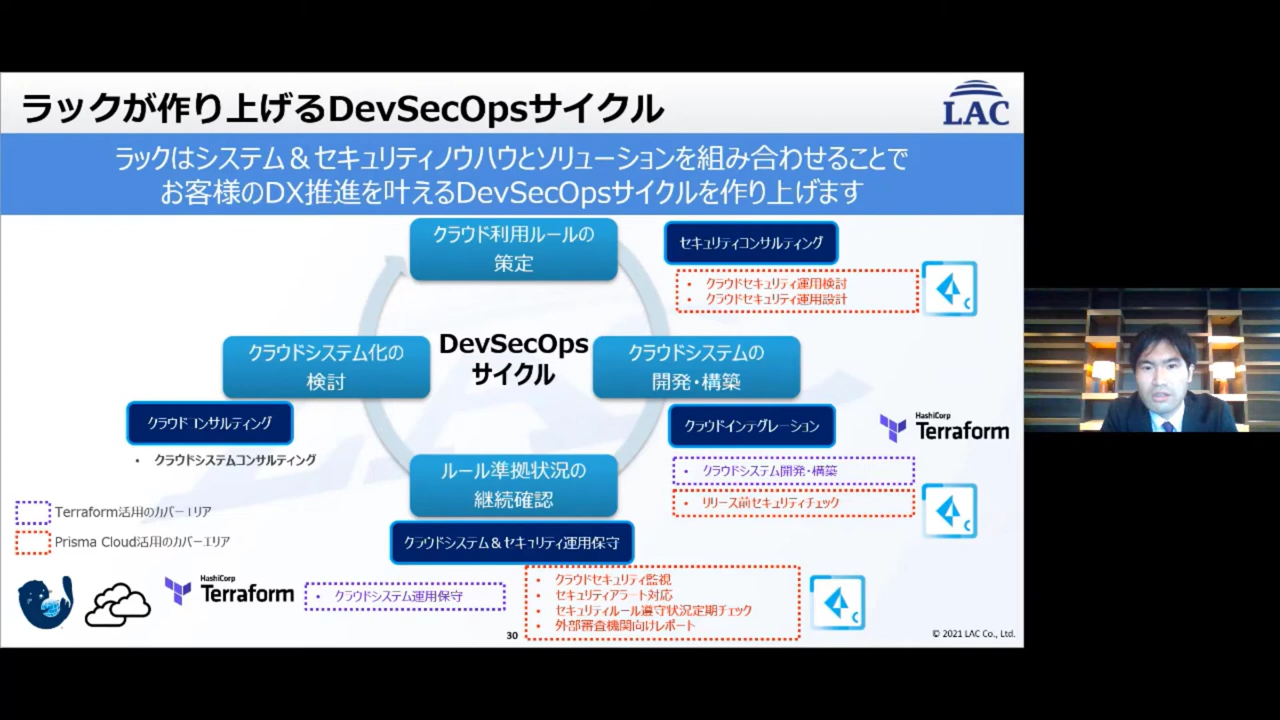 ラックが作り上げるDevSecOpsサイクル
LAC
ラックはシステム＆セキュリティノウハウとソリューションを組み合わせることで
お客様のDX推進を叶えるDevSecOpsサイクルを作り上げます
クラウド利用ルールの
策定
セキュリティコンサルティング
• クラウドセキュリティ運用検討
• クラウドセキュリティ運用設計
C
クラウドシステム化の
検討
DevSecOps
サイクル
クラウドシステムの
開発・構築
クラウドコンサルティング
• クラウドシステムコンサルティング
クラウドインテグレーション
HashiCorp
Terraform
• クラウドシステム開発・構築
• リリース前セキュリティチェック
C
ルール準拠状況の
継続確認
クラウドシステム＆セキュリティ運用保守
Terraform活用のカバーエリア
Prisma Cloud活用のカバーエリア
HashiCorp
Terraform
• クラウドシステム運用保守
• クラウドセキュリティ監視
• セキュリティアラート対応
• セキュリティルール遵守状況定期チェック
• 外部審査機関向けレポート
C
30
© 2021 LAC Co., Ltd.